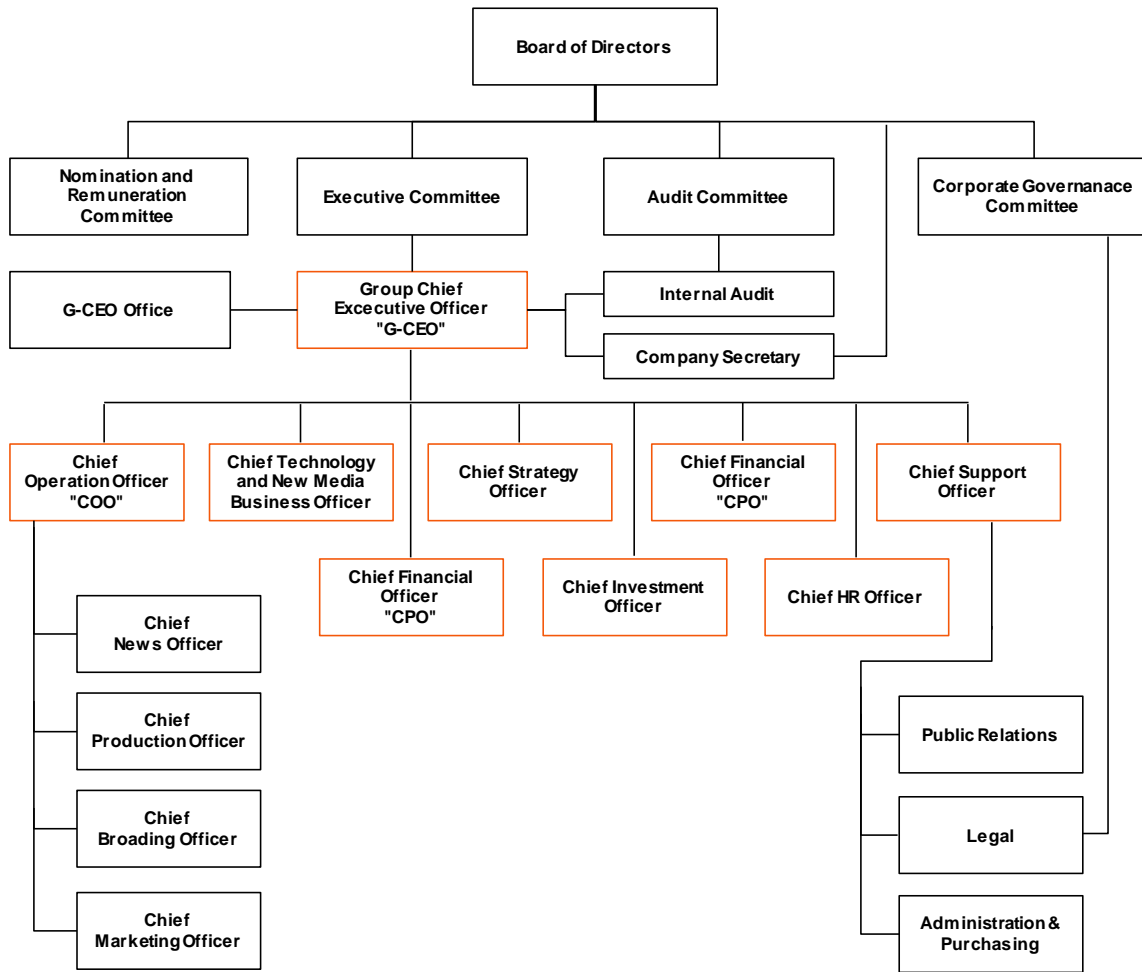 Board of Directors
Nomination and
Remuneration
Committee
Executive Committee
Audit Committee
Corporate Governanace
Committee
G-CEO Office
Group Chief
Excecutive Officer
"G-CEO"
Internal Audit
Company Secretary
Chief
Operation Officer
"COO"
Chief Technology
and New Media
Business Officer
Chief Strategy
Officer
Chief Financial
Officer
"CPO"
Chief Support
Officer
Chief Financial
Officer
"CPO"
Chief Investment
Officer
Chief HR Officer
Chief
News Officer
Chief
Production Officer
Chief
Broading Officer
Chief
Marketing Officer
Public Relations
Legal
Administration &
Purchasing